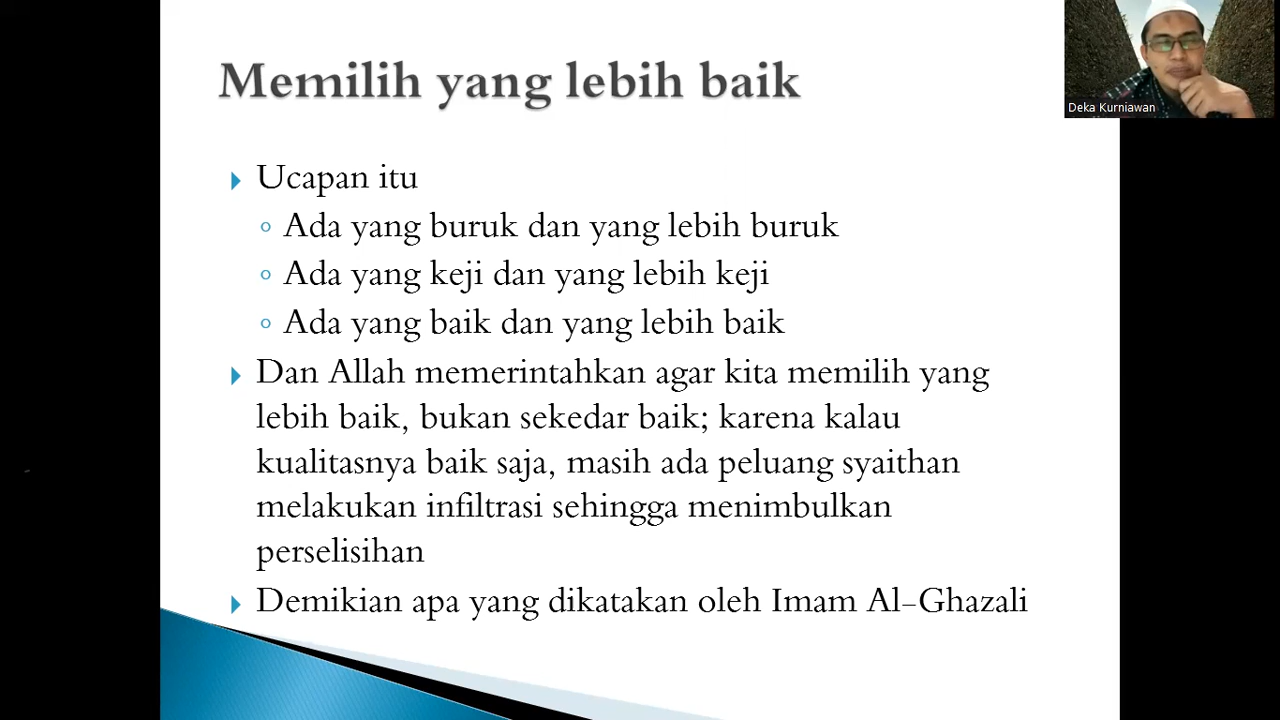 Memilih yang lebih baik
Deka Kurniawan
Ucapan itu
Ada yang buruk dan yang lebih buruk
Ada yang keji dan yang lebih keji
Ada yang baik dan yang lebih baik
Dan Allah memerintahkan agar kita memilih yang
lebih baik, bukan sekedar baik; karena kalau
kualitasnya baik saja, masih ada peluang syaithan
melakukan infiltrasi sehingga menimbulkan
perselisihan
Demikian apa yang dikatakan oleh Imam Al-Ghazali